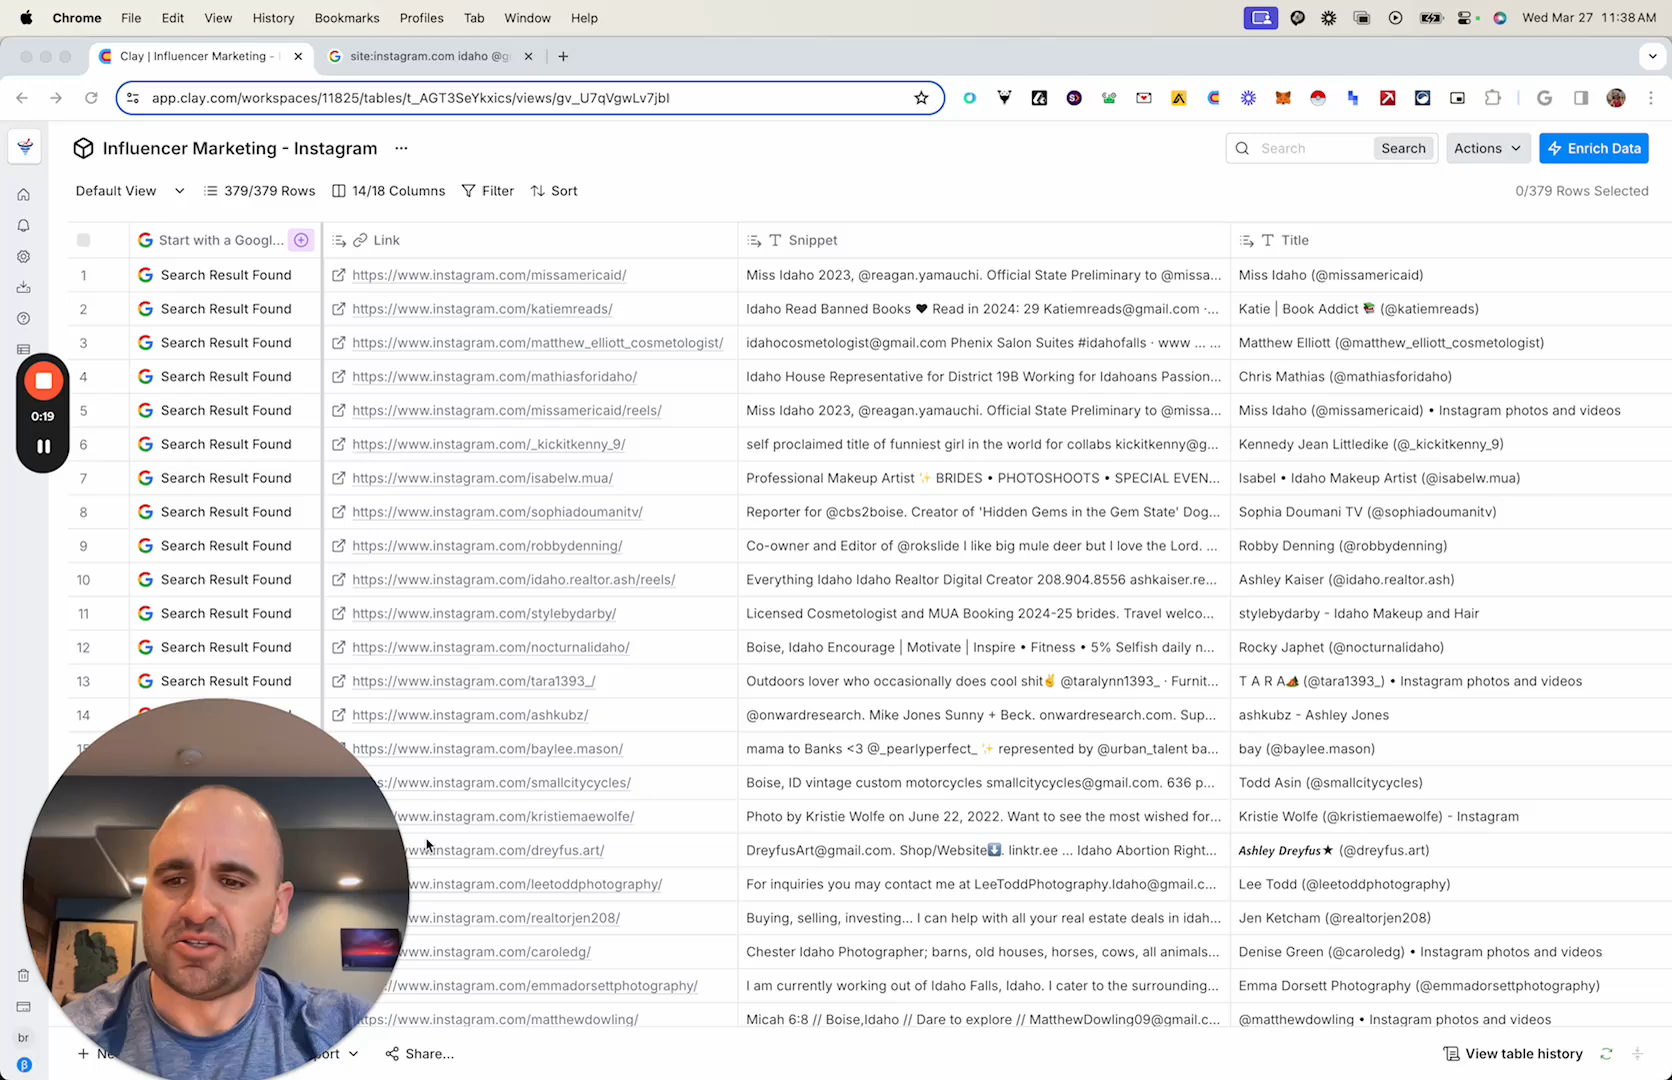 Chrome File Edit View History Bookmarks Profiles Tab Window Help Wed Mar 27 11:38 AM
Clay | Influencer Marketing - site:instagram.com idaho @g
app.clay.com/workspaces/11825/tables/t_AGT3SeYkxics/views/gv_U7qVgwLv7jbI
Influencer Marketing - Instagram ... Search Search Actions Enrich Data
Default View 379/379 Rows 14/18 Columns Filter Sort 0/379 Rows Selected
Start with a Googl... Link Snippet Title
1 Search Result Found https://www.instagram.com/missamericaid/ Miss Idaho 2023, @reagan.yamauchi. Official State Preliminary to @missa... Miss Idaho (@missamericaid)
2 Search Result Found https://www.instagram.com/katiemreads/ Idaho Read Banned Books ♥ Read in 2024: 29 Katiemreads@gmail.com ·... Katie | Book Addict 📚 (@katiemreads)
3 Search Result Found https://www.instagram.com/matthew_elliott_cosmetologist/ idahocosmetologist@gmail.com Phenix Salon Suites #idahofalls · www ... ... Matthew Elliott (@matthew_elliott_cosmetologist)
4 Search Result Found https://www.instagram.com/mathiasforidaho/ Idaho House Representative for District 19B Working for Idahoans Passion... Chris Mathias (@mathiasforidaho)
5 Search Result Found https://www.instagram.com/missamericaid/reels/ Miss Idaho 2023, @reagan.yamauchi. Official State Preliminary to @missa... Miss Idaho (@missamericaid) • Instagram photos and videos
6 Search Result Found https://www.instagram.com/_kickitkenny_9/ self proclaimed title of funniest girl in the world for collabs kickitkenny@g... Kennedy Jean Littledike (@_kickitkenny_9)
7 Search Result Found https://www.instagram.com/isabelw.mua/ Professional Makeup Artist ✨ BRIDES • PHOTOSHOOTS • SPECIAL EVEN... Isabel • Idaho Makeup Artist (@isabelw.mua)
8 Search Result Found https://www.instagram.com/sophiadoumanitv/ Reporter for @cbs2boise. Creator of 'Hidden Gems in the Gem State' Dog... Sophia Doumani TV (@sophiadoumanitv)
9 Search Result Found https://www.instagram.com/robbydenning/ Co-owner and Editor of @rokslide I like big mule deer but I love the Lord. ... Robby Denning (@robbydenning)
10 Search Result Found https://www.instagram.com/idaho.realtor.ash/reels/ Everything Idaho Idaho Realtor Digital Creator 208.904.8556 ashkaiser.re... Ashley Kaiser (@idaho.realtor.ash)
11 Search Result Found https://www.instagram.com/stylebydarby/ Licensed Cosmetologist and MUA Booking 2024-25 brides. Travel welco... stylebydarby - Idaho Makeup and Hair
12 Search Result Found https://www.instagram.com/nocturnalidaho/ Boise, Idaho Encourage | Motivate | Inspire • Fitness • 5% Selfish daily n... Rocky Japhet (@nocturnalidaho)
13 Search Result Found https://www.instagram.com/tara1393_/ Outdoors lover who occasionally does cool shit✌ @taralynn1393_ · Furnit... T A R A🏕 (@tara1393_) • Instagram photos and videos
14 https://www.instagram.com/ashkubz/ @onwardresearch. Mike Jones Sunny + Beck. onwardresearch.com. Sup... ashkubz - Ashley Jones
https://www.instagram.com/baylee.mason/ mama to Banks <3 @_pearlyperfect_ ✨ represented by @urban_talent ba... bay (@baylee.mason)
s://www.instagram.com/smallcitycycles/ Boise, ID vintage custom motorcycles smallcitycycles@gmail.com. 636 p... Todd Asin (@smallcitycycles)
/www.instagram.com/kristiemaewolfe/ Photo by Kristie Wolfe on June 22, 2022. Want to see the most wished for... Kristie Wolfe (@kristiemaewolfe) - Instagram
www.instagram.com/dreyfus.art/ DreyfusArt@gmail.com. Shop/Website⬇. linktr.ee ... Idaho Abortion Right... Ashley Dreyfus★ (@dreyfus.art)
ww.instagram.com/leetoddphotography/ For inquiries you may contact me at LeeToddPhotography.Idaho@gmail.c... Lee Todd (@leetoddphotography)
ww.instagram.com/realtorjen208/ Buying, selling, investing... I can help with all your real estate deals in idah... Jen Ketcham (@realtorjen208)
www.instagram.com/caroledg/ Chester Idaho Photographer; barns, old houses, horses, cows, all animals... Denise Green (@caroledg) • Instagram photos and videos
/www.instagram.com/emmadorsettphotography/ I am currently working out of Idaho Falls, Idaho. I cater to the surrounding... Emma Dorsett Photography (@emmadorsettphotography)
tps://www.instagram.com/matthewdowling/ Micah 6:8 // Boise,Idaho // Dare to explore // MatthewDowling09@gmail.c... @matthewdowling • Instagram photos and videos
0:19
br
+ Ne port Share... View table history
β